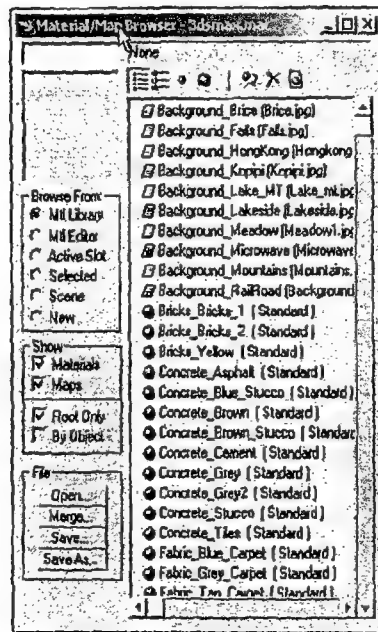 Material/Map Browser - 3dsmax.mat
None
Browse From:
Mtl Library
Mtl Editor
Active Slot
Selected
Scene
New
Show
Materials
Maps
Root Only
By Object
File
Open...
Merge...
Save...
Save As...
Background_Brice (Brice.jpg)
Background_Falls (Falls.jpg)
Background_HongKong (Hongkong
Background_Knpipi (Knpipi.jpg)
Background_Lake_MT (Lake_mt.jpg
Background_Lakeside (Lakeside.jpg
Background_Meadow (Meadow1.jpg
Background_Microwave (Microwave
Background_Mountains (Mountains.
Background_RailRoad (Background
Bricks_Bricks_1 (Standard)
Bricks_Bricks_2 (Standard)
Bricks_Yellow (Standard)
Concrete_Asphalt (Standard)
Concrete_Blue_Stucco (Standard)
Concrete_Brown (Standard)
Concrete_Brown_Stucco (Standard)
Concrete_Cement (Standard)
Concrete_Grey (Standard)
Concrete_Grey2 (Standard)
Concrete_Stucco (Standard)
Concrete_Tiles (Standard)
Fabric_Blue_Carpet (Standard)
Fabric_Grey_Carpet (Standard)
Fabric_Tan_Carpet (Standard)